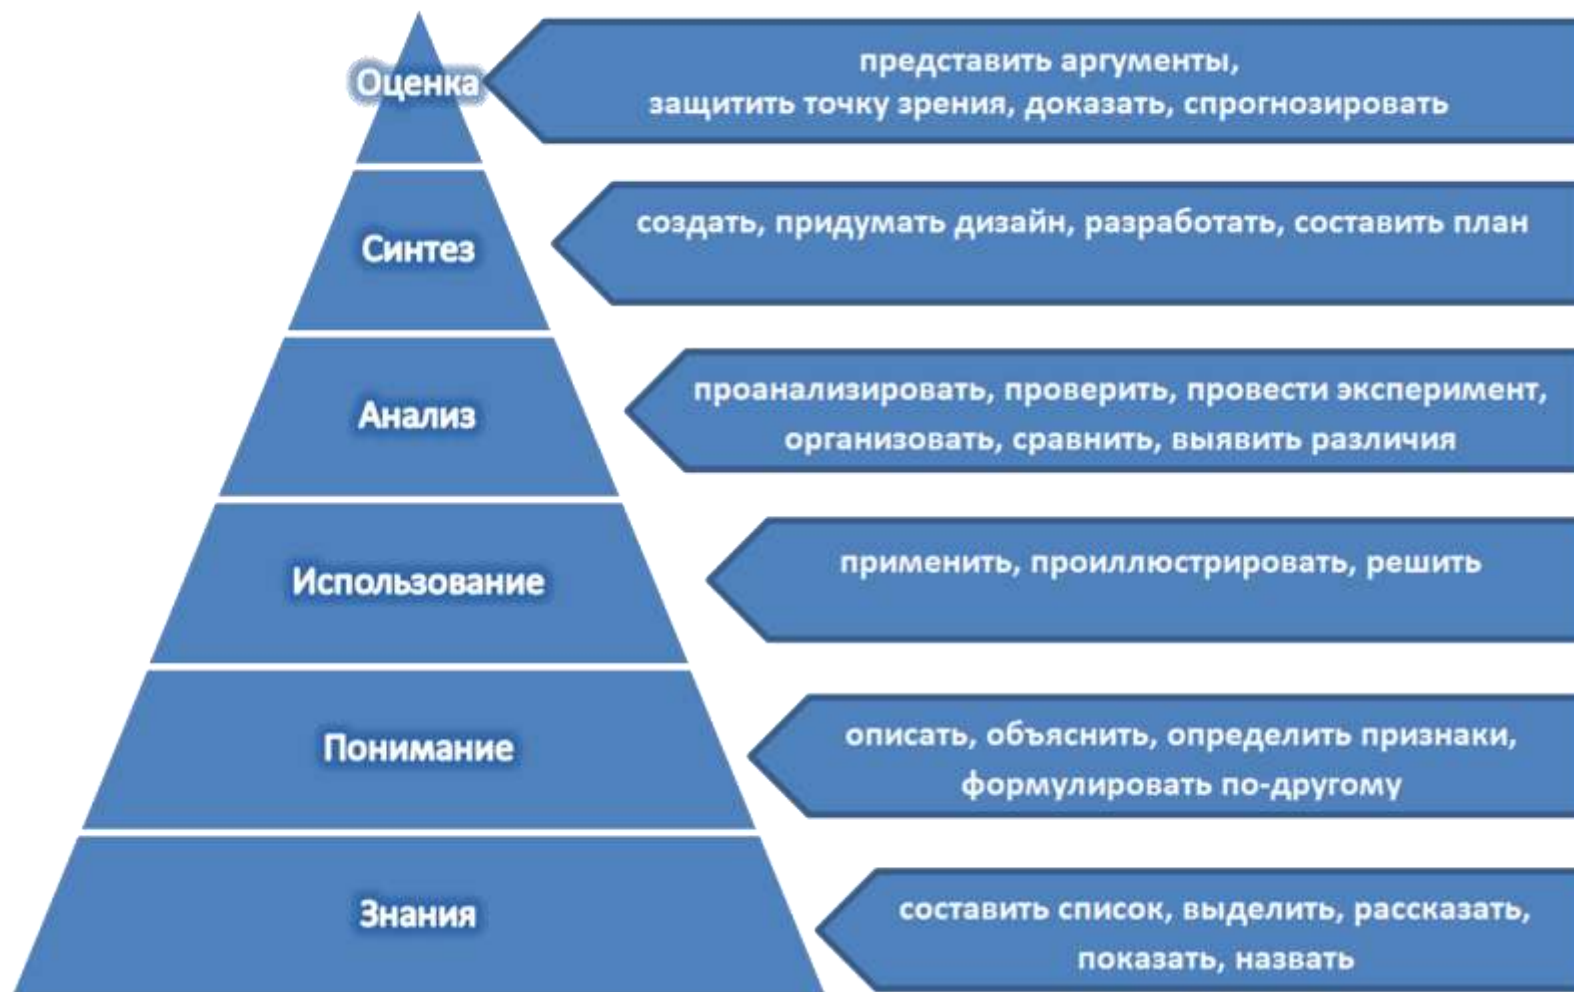 Оценка
представить аргументы,
защитить точку зрения, доказать, спрогнозировать
Синтез
создать, придумать дизайн, разработать, составить план
Анализ
проанализировать, проверить, провести эксперимент,
организовать, сравнить, выявить различия
Использование
применить, проиллюстрировать, решить
Понимание
описать, объяснить, определить признаки,
формулировать по-другому
Знания
составить список, выделить, рассказать,
показать, назвать